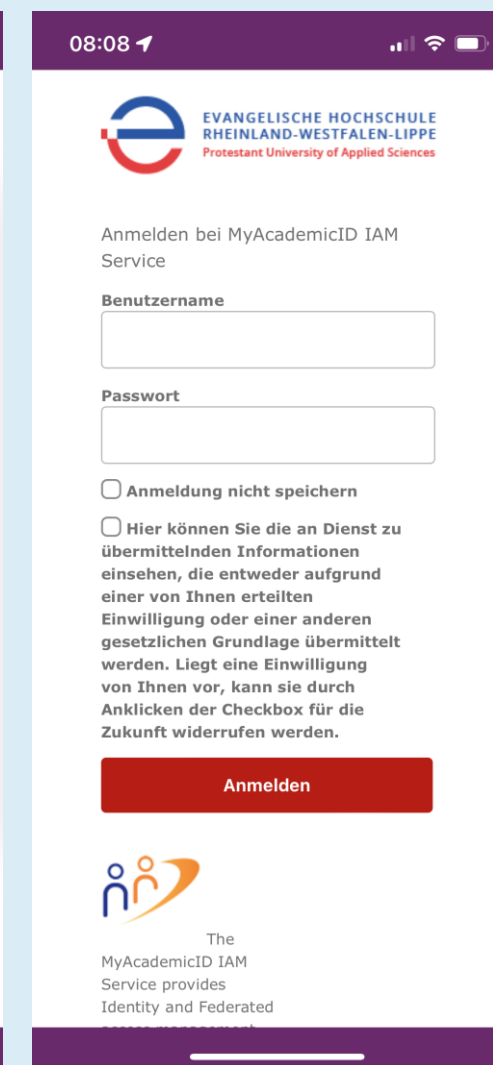 08:08
EVANGELISCHE HOCHSCHULE
RHEINLAND-WESTFALEN-LIPPE
Protestant University of Applied Sciences
Anmelden bei MyAcademicID IAM
Service
Benutzername
Passwort
Anmeldung nicht speichern
Hier können Sie die an Dienst zu
übermittelnden Informationen
einsehen, die entweder aufgrund
einer von Ihnen erteilten
Einwilligung oder einer anderen
gesetzlichen Grundlage übermittelt
werden. Liegt eine Einwilligung
von Ihnen vor, kann sie durch
Anklicken der Checkbox für die
Zukunft widerrufen werden.
Anmelden
The
MyAcademicID IAM
Service provides
Identity and Federated